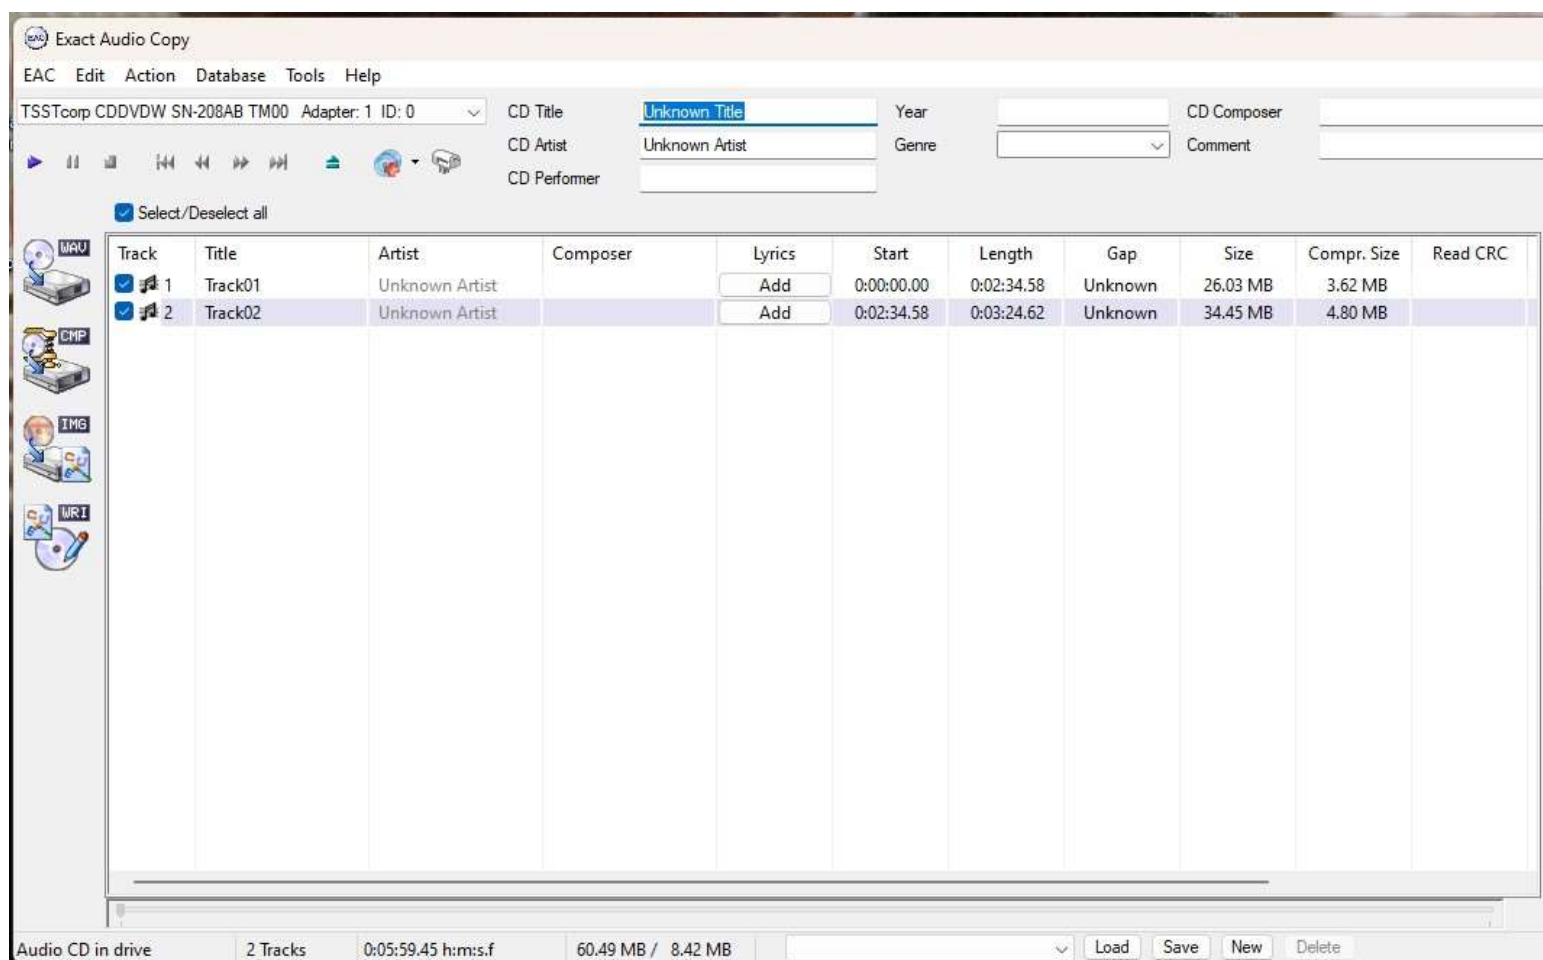 Exact Audio Copy
EAC Edit Action Database Tools Help
TSSTcorp CDDVDW SN-208AB TM00 Adapter: 1 ID: 0 CD Title Unknown Title Year CD Composer
CD Artist Unknown Artist Genre Comment
CD Performer
Select/Deselect all
WAV
CMP
IMG
WRI
Track Title Artist Composer Lyrics Start Length Gap Size Compr. Size Read CRC
1 Track01 Unknown Artist Add 0:00:00.00 0:02:34.58 Unknown 26.03 MB 3.62 MB
2 Track02 Unknown Artist Add 0:02:34.58 0:03:24.62 Unknown 34.45 MB 4.80 MB
Audio CD in drive 2 Tracks 0:05:59.45 h:m:s.f 60.49 MB / 8.42 MB Load Save New Delete